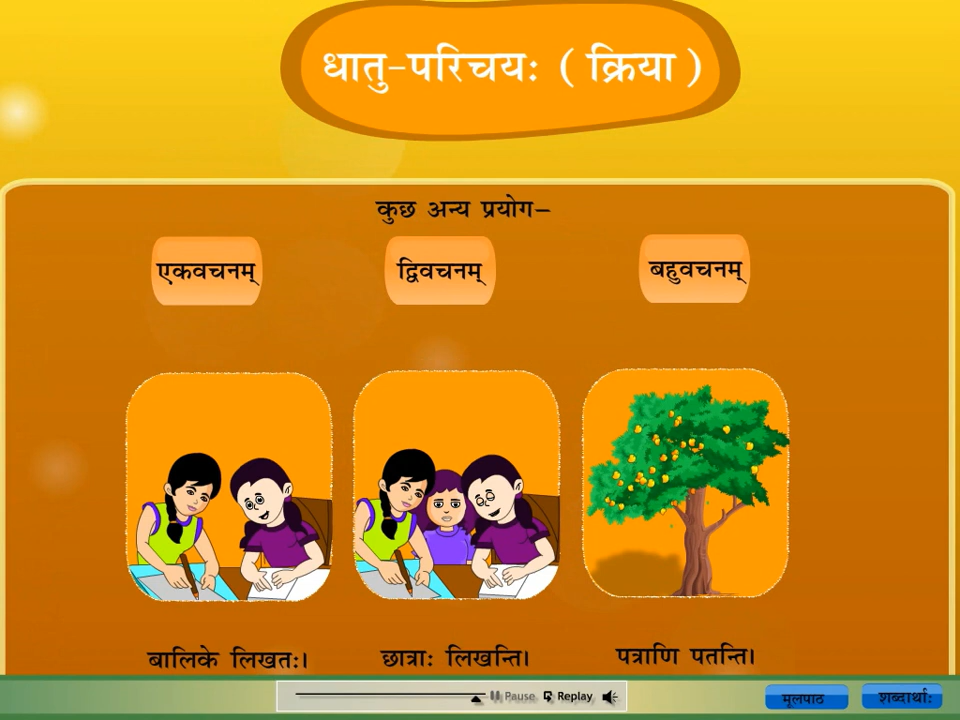 धातु-परिचयः ( क्रिया )
कुछ अन्य प्रयोग–
एकवचनम् द्विवचनम् बहुवचनम्
बालिके लिखतः। छात्राः लिखन्ति। पत्राणि पतन्ति।
Pause Replay मूलपाठ शब्दार्थाः